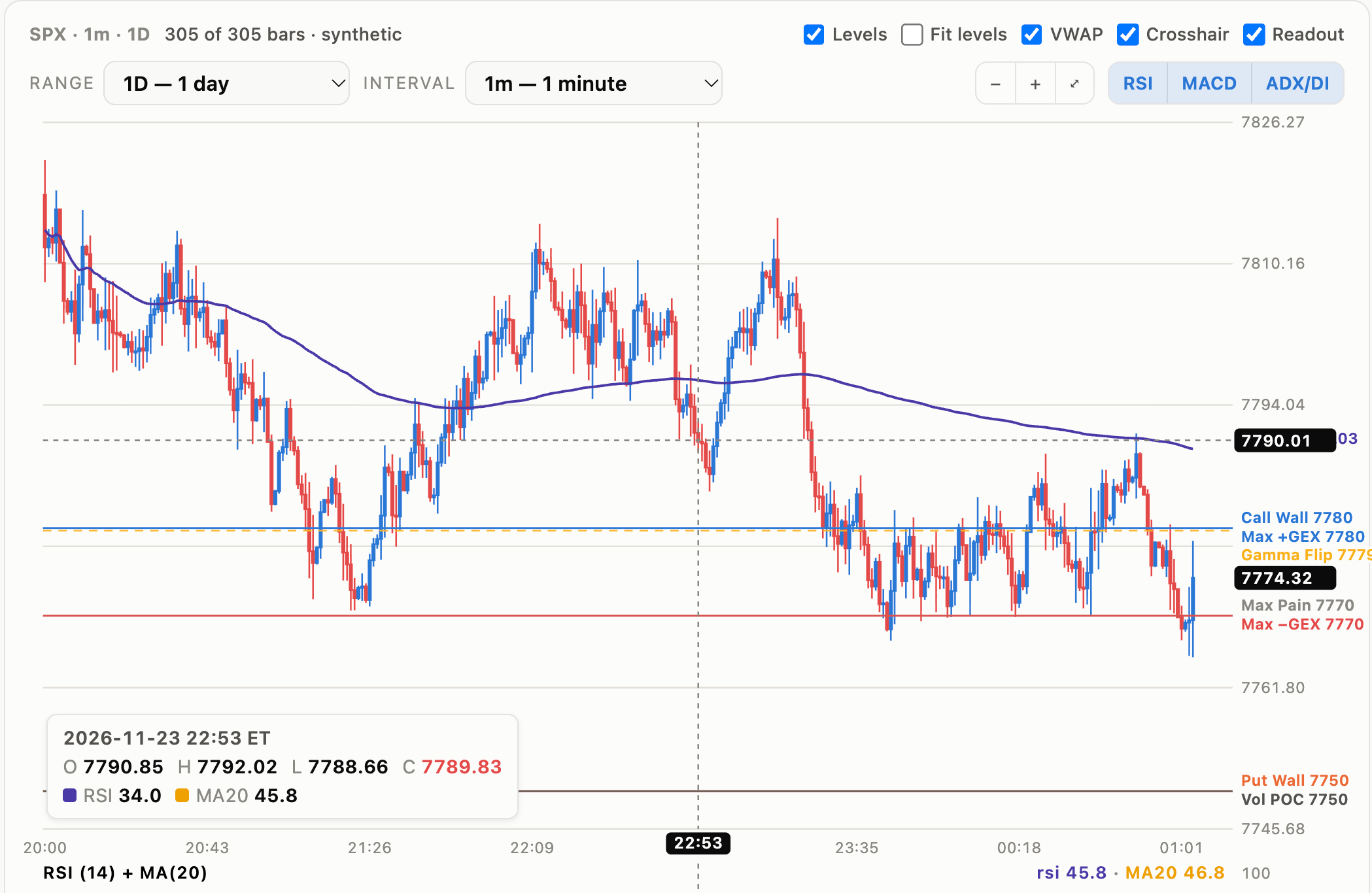 SPX · 1m · 1D 305 of 305 bars · synthetic
Levels Fit levels VWAP Crosshair Readout
RANGE 1D — 1 day INTERVAL 1m — 1 minute − + RSI MACD ADX/DI
7826.27
7810.16
7794.04
7790.01 .03
Call Wall 7780
Max +GEX 7780
Gamma Flip 7779
7774.32
Max Pain 7770
Max −GEX 7770
7761.80
2026-11-23 22:53 ET
O 7790.85 H 7792.02 L 7788.66 C 7789.83
RSI 34.0 MA20 45.8
Put Wall 7750
Vol POC 7750
7745.68
20:00 20:43 21:26 22:09 22:53 23:35 00:18 01:01
RSI (14) + MA(20) rsi 45.8 · MA20 46.8 100